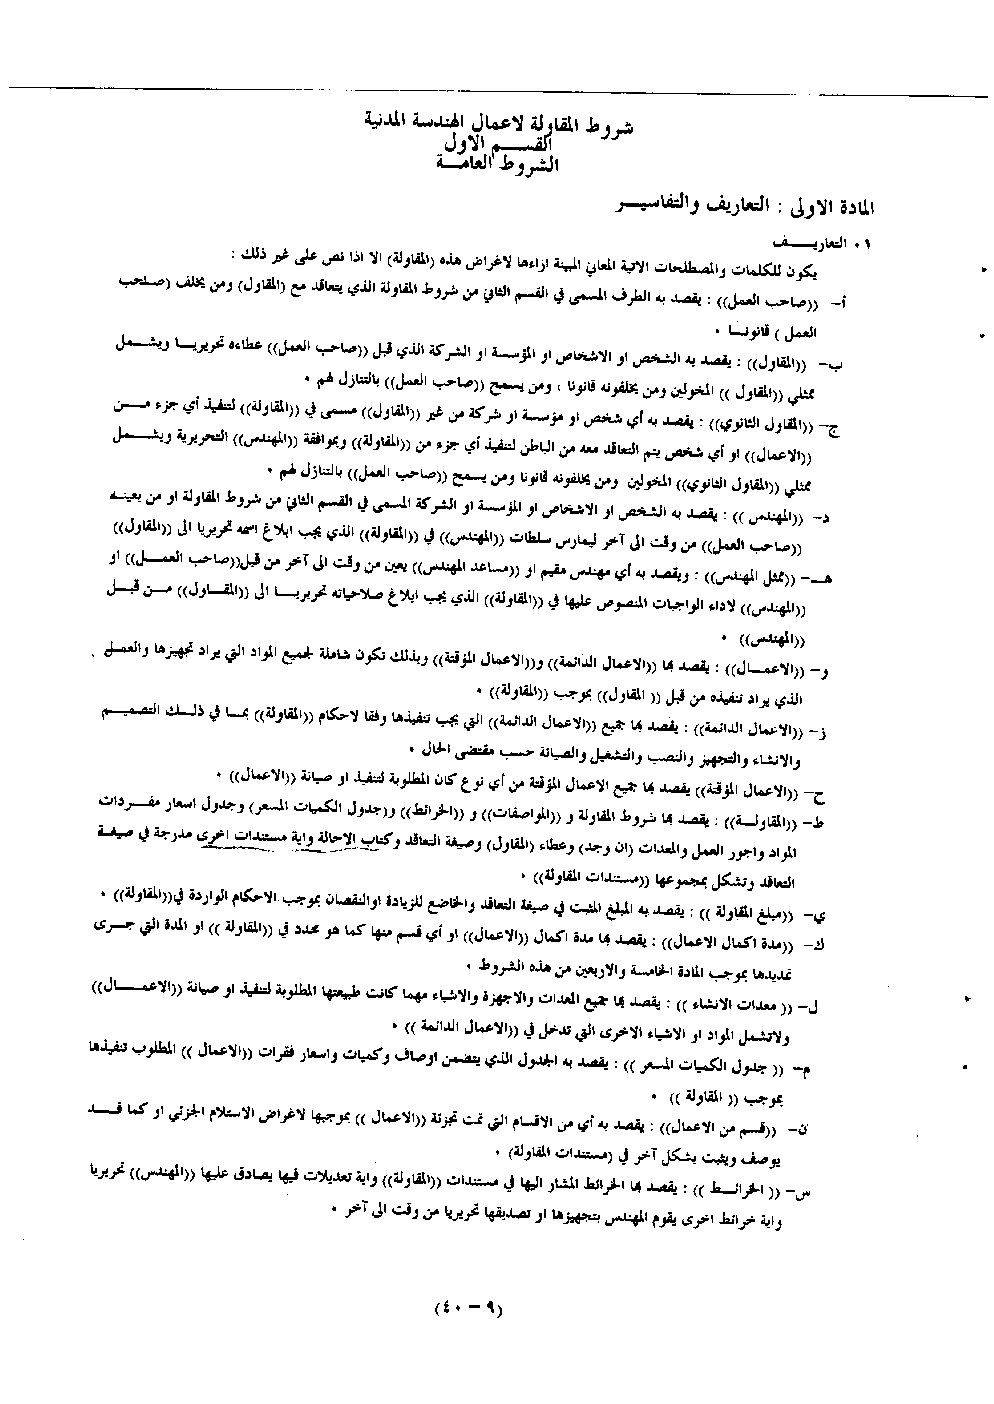 شروط المقاولة لاعمال الهندسة المدنية
القسم الاول
الشروط العامة
المادة الاولى : التعاريف والتفاسير
١٠ التعاريف
يكون للكلمات والمصطلحات الاتية المعاني المبينة ازاءها لاغراض هذه (المقاولة) الا اذا نص على غير ذلك :
أ– ((صاحب العمل)) : يقصد به الطرف المسمى في القسم الثاني من شروط المقاولة الذي يتعاقد مع (المقاول) ومن يخلف (صاحب
العمل ) قانونا ٠
ب– ((المقاول)) : يقصد به الشخص او الاشخاص او المؤسسة او الشركة الذي قبل ((صاحب العمل)) عطاءه تحريريا ويشمل
ممثلي ((المقاول )) المخولين ومن يخلفونه قانونا ، ومن يسمح ((صاحب العمل)) بالتنازل لهم ٠
ج– ((المقاول الثانوي)) : يقصد به أي شخص او مؤسسة او شركة من غير ((المقاول)) مسمى في ((المقاولة)) لتنفيذ أي جزء من
((الاعمال)) او أي شخص يتم التعاقد معه من الباطن لتنفيذ أي جزء من ((المقاولة)) وبموافقة ((المهندس)) التحريرية ويشمل
ممثلي ((المقاول الثانوي)) المخولين ومن يخلفونه قانونا ومن يسمح ((صاحب العمل)) بالتنازل لهم ٠
د– ((المهندس )) : يقصد به الشخص او الاشخاص او المؤسسة او الشركة المسمى في القسم الثاني من شروط المقاولة او من يعينه
((صاحب العمل)) من وقت الى آخر ليمارس سلطات ((المهندس)) في ((المقاولة)) الذي يجب ابلاغ اسمه تحريريا الى ((المقاول))
هـ– ((ممثل المهندس)) : ويقصد به أي مهندس مقيم او ((مساعد المهندس)) يعين من وقت الى آخر من قبل((صاحب العمل)) او
((المهندس)) لاداء الواجبات المنصوص عليها في ((المقاولة)) الذي يجب ابلاغ صلاحياته تحريريا الى ((المقاول)) من قبل
((المهندس)) ٠
و– ((الاعمال)) : يقصد بها ((الاعمال الدائمة)) و((الاعمال المؤقتة)) وبذلك تكون شاملة لجميع المواد التي يراد تجهيزها والعمل
الذي يراد تنفيذه من قبل (( المقاول)) بموجب ((المقاولة)) ٠
ز– ((الاعمال الدائمة)) : يقصد بها جميع ((الاعمال الدائمة)) التي يجب تنفيذها وفقا لاحكام ((المقاولة)) بما في ذلك التصميم
والانشاء والتجهيز والنصب والتشغيل والصيانة حسب مقتضى الحال ٠
ح– ((الاعمال المؤقتة)) يقصد بها جميع الاعمال المؤقتة من أي نوع كان المطلوبة لتنفيذ او صيانة ((الاعمال)) ٠
ط– ((المقاولة)) : يقصد بها شروط المقاولة و ((المواصفات)) و ((الخرائط)) و(جدول الكميات المسعر) وجدول اسعار مفردات
المواد واجور العمل والمعدات (ان وجد) وعطاء (المقاول) وصيغة التعاقد وكتاب الاحالة واية مستندات اخرى مدرجة في صيغة
التعاقد وتشكل بمجموعها ((مستندات المقاولة)) ٠
ي– ((مبلغ المقاولة )) : يقصد به المبلغ المثبت في صيغة التعاقد والخاضع للزيادة اوالنقصان بموجب الاحكام الواردة في((المقاولة)) ٠
ك– ((مدة اكمال الاعمال)) : يقصد بها مدة اكمال ((الاعمال)) او أي قسم منها كما هو محدد في ((المقاولة )) او المدة التي جرى
تمديدها بموجب المادة الخامسة والاربعين من هذه الشروط ٠
ل– (( معدات الانشاء )) : يقصد بها جميع المعدات والاجهزة والاشياء مهما كانت طبيعتها المطلوبة لتنفيذ او صيانة ((الاعمال))
ولاتشمل المواد او الاشياء الاخرى التي تدخل في ((الاعمال الدائمة )) ٠
م– (( جدول الكميات المسعر )) : يقصد به الجدول الذي يتضمن اوصاف وكميات واسعار فقرات ((الاعمال )) المطلوب تنفيذها
بموجب (( المقاولة )) ٠
ن– ((قسم من الاعمال)) : يقصد به أي من الاقسام التي تمت تجزئة ((الاعمال )) بموجبها لاغراض الاستلام الجزئي او كما قد
يوصف ويثبت بشكل آخر في (مستندات المقاولة) ٠
س– (( الخرائط )) : يقصد بها الخرائط المشار اليها في مستندات ((المقاولة)) واية تعديلات فيها يصادق عليها ((المهندس)) تحريريا
واية خرائط اخرى يقوم المهندس بتجهيزها او تصديقها تحريريا من وقت الى آخر ٠
(٩ – ٤٠)